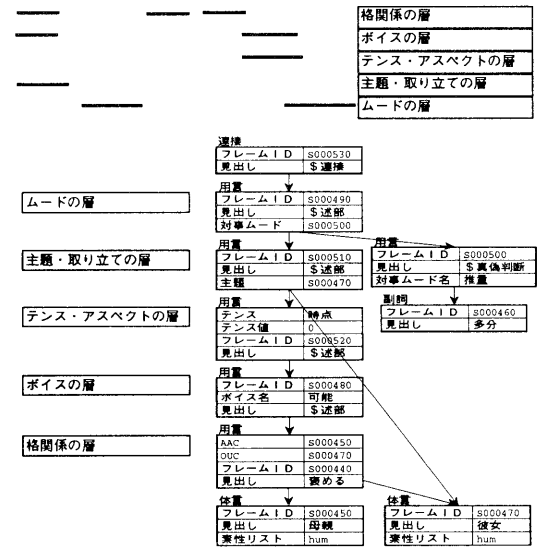 格関係の層
ボイスの層
テンス・アスペクトの層
主題・取り立ての層
ムードの層
連接
フレームＩＤ S000530
見出し ＄連接
ムードの層
用言
フレームＩＤ S000490
見出し ＄述部
対事ムード S000500
主題・取り立ての層
用言
フレームＩＤ S000510
見出し ＄述部
主題 S000470
用言
フレームＩＤ S000500
見出し ＄真偽判断
対事ムード名 推量
副詞
フレームＩＤ S000460
見出し 多分
テンス・アスペクトの層
用言
テンス 時点
テンス値 0
フレームＩＤ S000520
見出し ＄述部
ボイスの層
用言
フレームＩＤ S000480
ボイス名 可能
見出し ＄述部
格関係の層
用言
AAC S000450
OUC S000470
フレームＩＤ S000440
見出し 褒める
体言
フレームＩＤ S000450
見出し 母親
素性リスト hum
体言
フレームＩＤ S000470
見出し 彼女
素性リスト hum